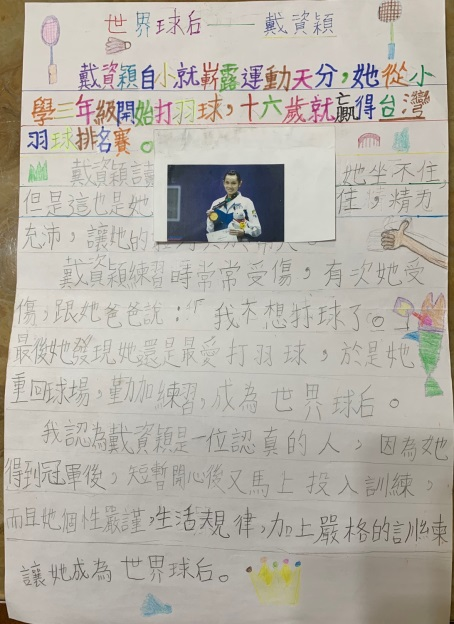 世界球后——戴資穎
戴資穎自小就嶄露運動天分，她從小
學三年級開始打羽球，十六歲就贏得台灣
羽球排名賽。
戴資穎讀 她坐不住，
但是這也是她 住，精力
充沛，讓她的
戴資穎練習時常常受傷，有次她受
傷，跟她爸爸說：「我不想打球了。」
最後她發現她還是最愛打羽球，於是她
重回球場，勤加練習，成為世界球后。
我認為戴資穎是一位認真的人，因為她
得到冠軍後，短暫開心後又馬上投入訓練，
而且她個性嚴謹，生活規律，加上嚴格的訓練
讓她成為世界球后。